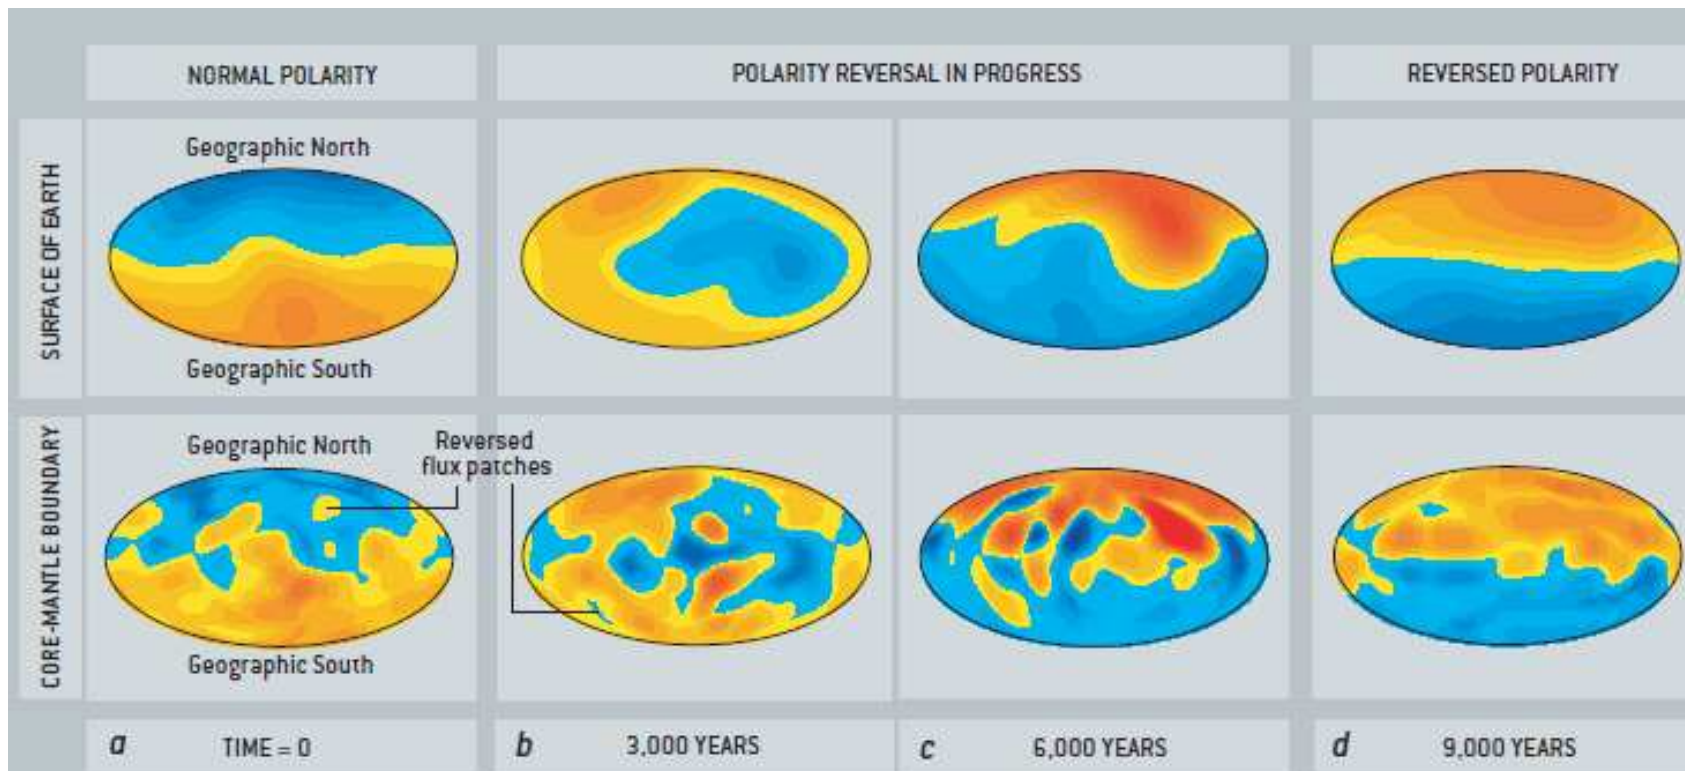 NORMAL POLARITY
POLARITY REVERSAL IN PROGRESS
REVERSED POLARITY
SURFACE OF EARTH
Geographic North
Geographic South
CORE-MANTLE BOUNDARY
Geographic North
Reversed
flux patches
Geographic South
a TIME = 0
b 3,000 YEARS
c 6,000 YEARS
d 9,000 YEARS